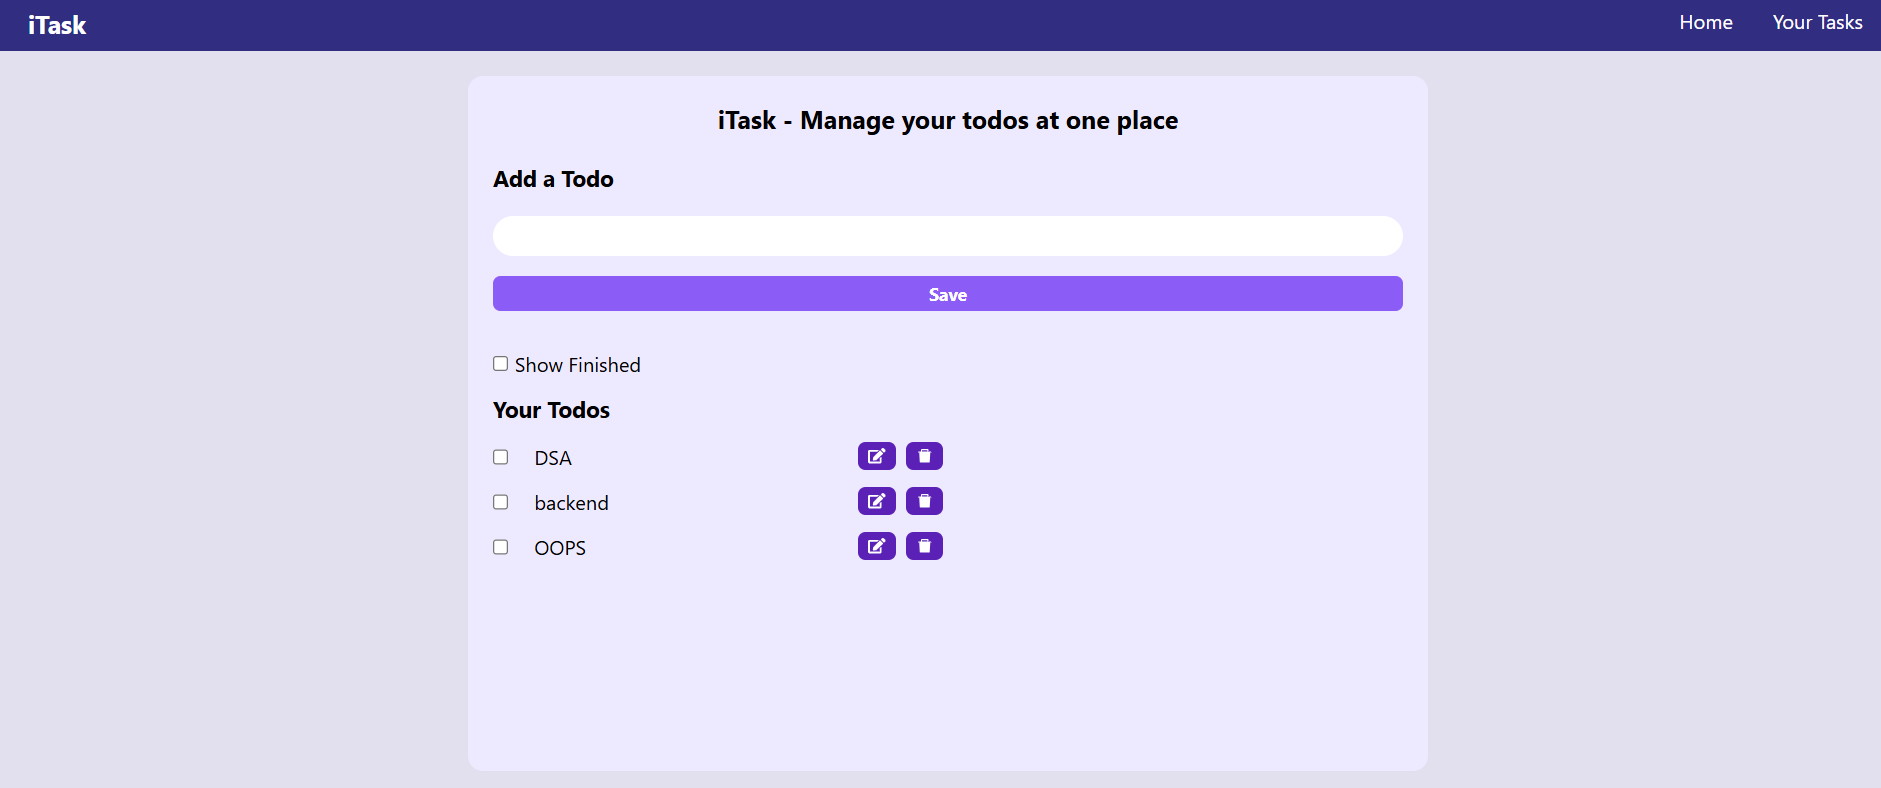 iTask
Home
Your Tasks
iTask - Manage your todos at one place
Add a Todo
Save
Show Finished
Your Todos
DSA
backend
OOPS